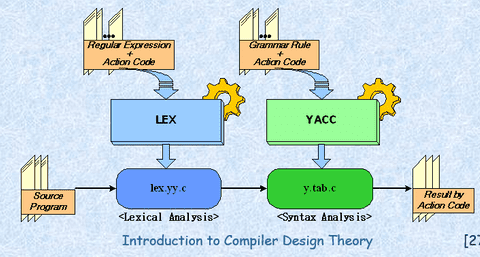 Regular Expression
+
Action Code
Grammar Rule
+
Action Code
LEX
YACC
Source
Program
lex.yy.c
y.tab.c
Result by
Action Code
<Lexical Analysis>
<Syntax Analysis>
Introduction to Compiler Design Theory
[27